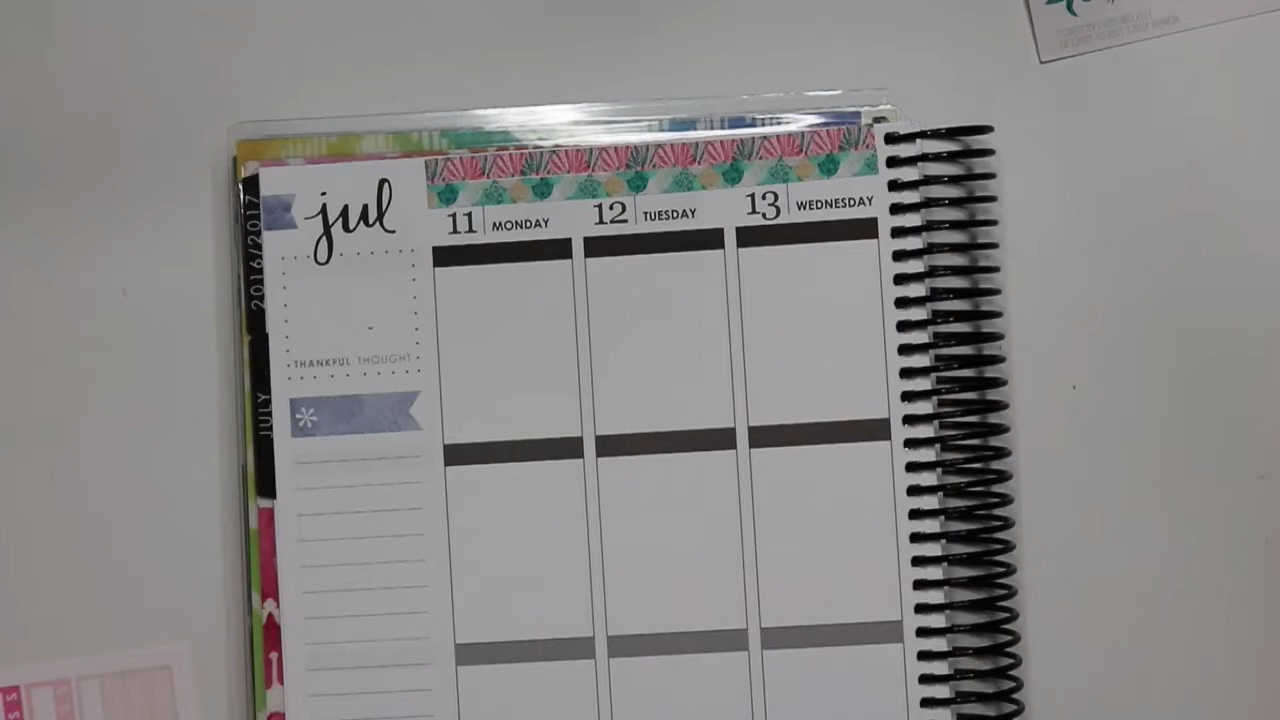 jul
11 MONDAY
12 TUESDAY
13 WEDNESDAY
2016/2017
THANKFUL THOUGHT
JULY
*